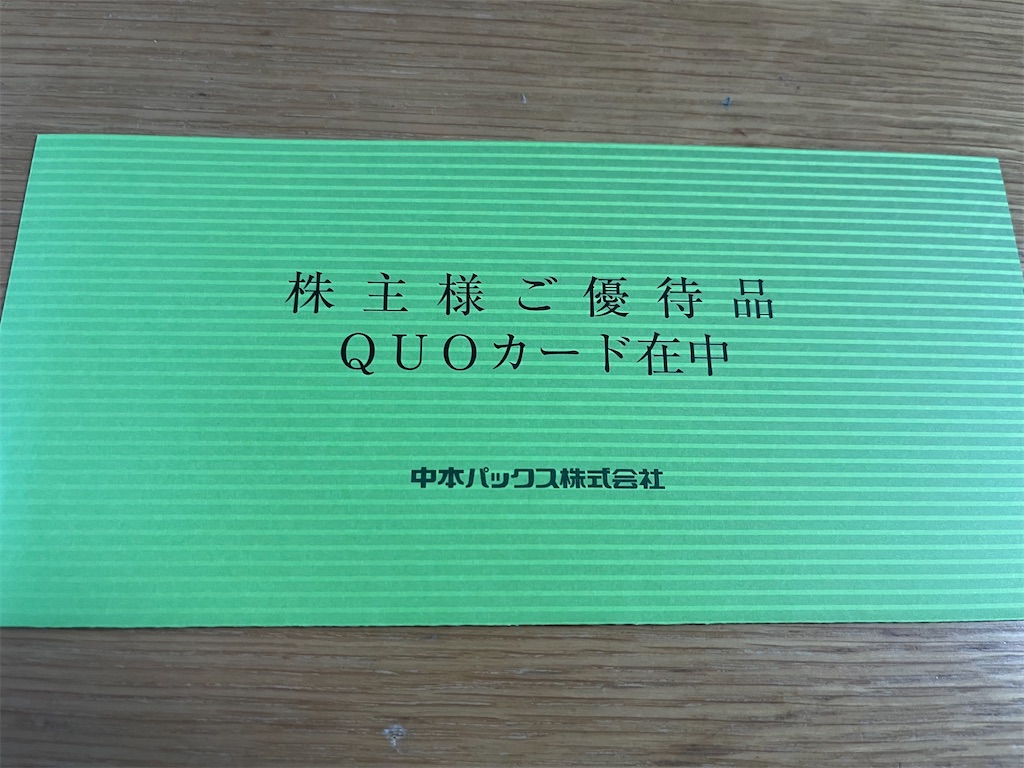 株主様ご優待品
QUOカード在中
中本パックス株式会社